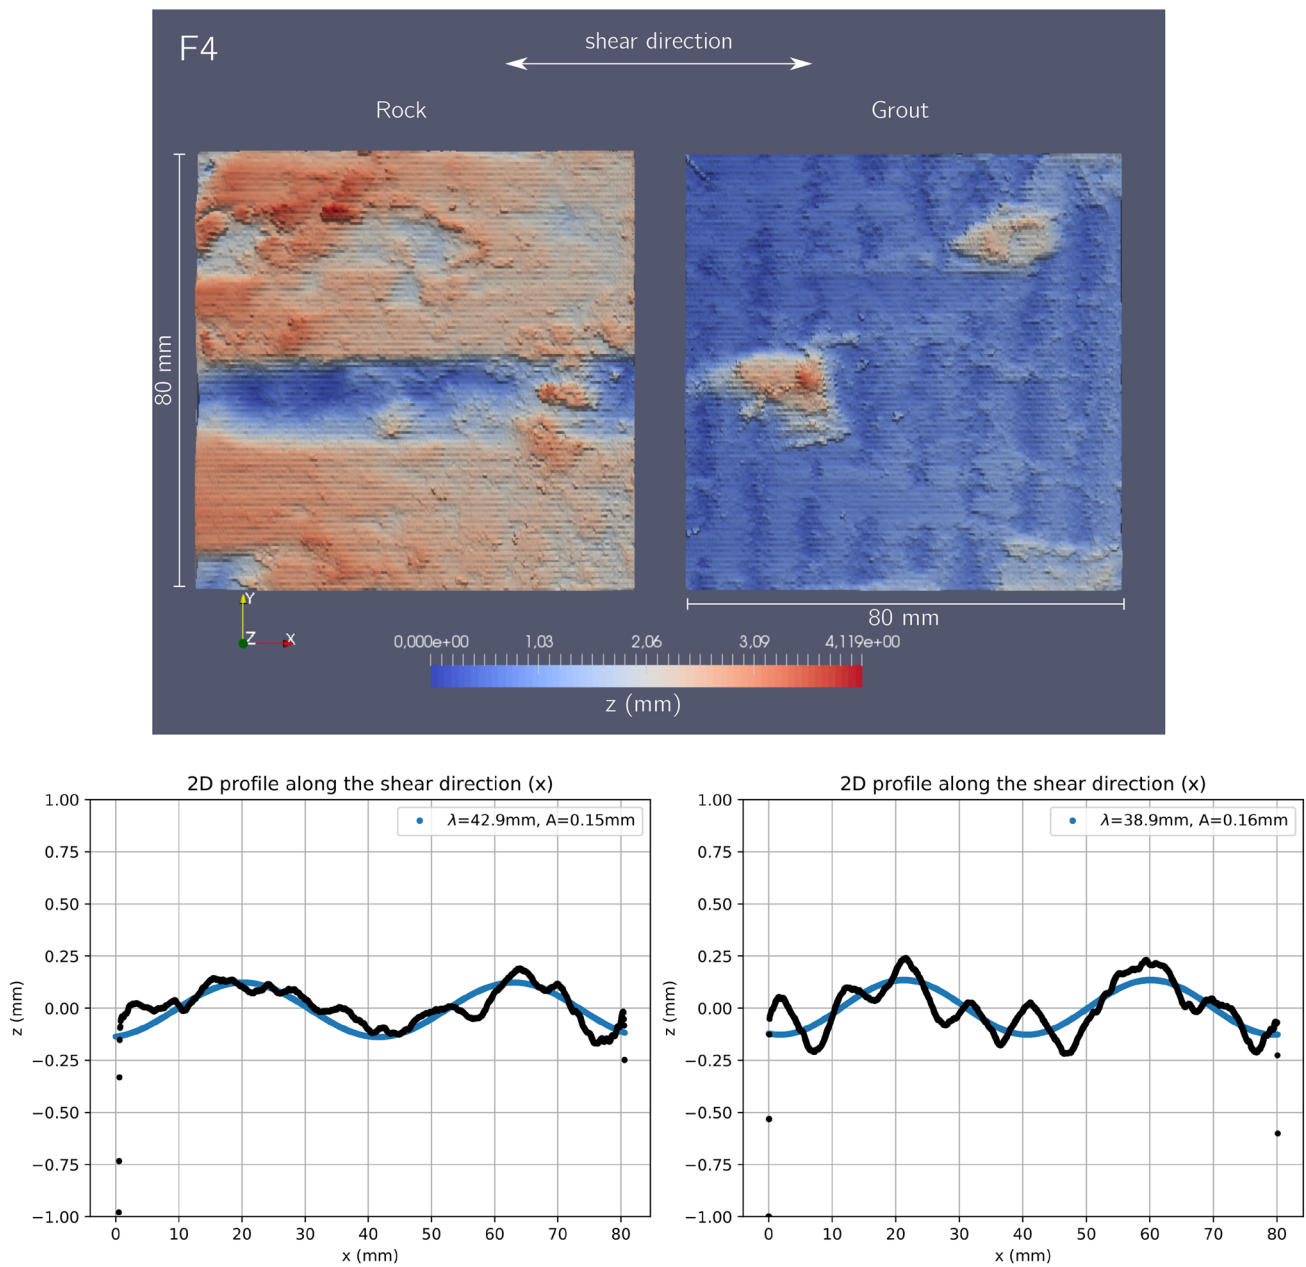 F4
shear direction
Rock
Grout
80 mm
80 mm
Y
Z
X
0,000e+00 1,03 2,06 3,09 4,119e+00
z (mm)
2D profile along the shear direction (x)
λ=42.9mm, A=0.15mm
1.00
0.75
0.50
0.25
0.00
−0.25
−0.50
−0.75
−1.00
z (mm)
0 10 20 30 40 50 60 70 80
x (mm)
2D profile along the shear direction (x)
λ=38.9mm, A=0.16mm
1.00
0.75
0.50
0.25
0.00
−0.25
−0.50
−0.75
−1.00
z (mm)
0 10 20 30 40 50 60 70 80
x (mm)